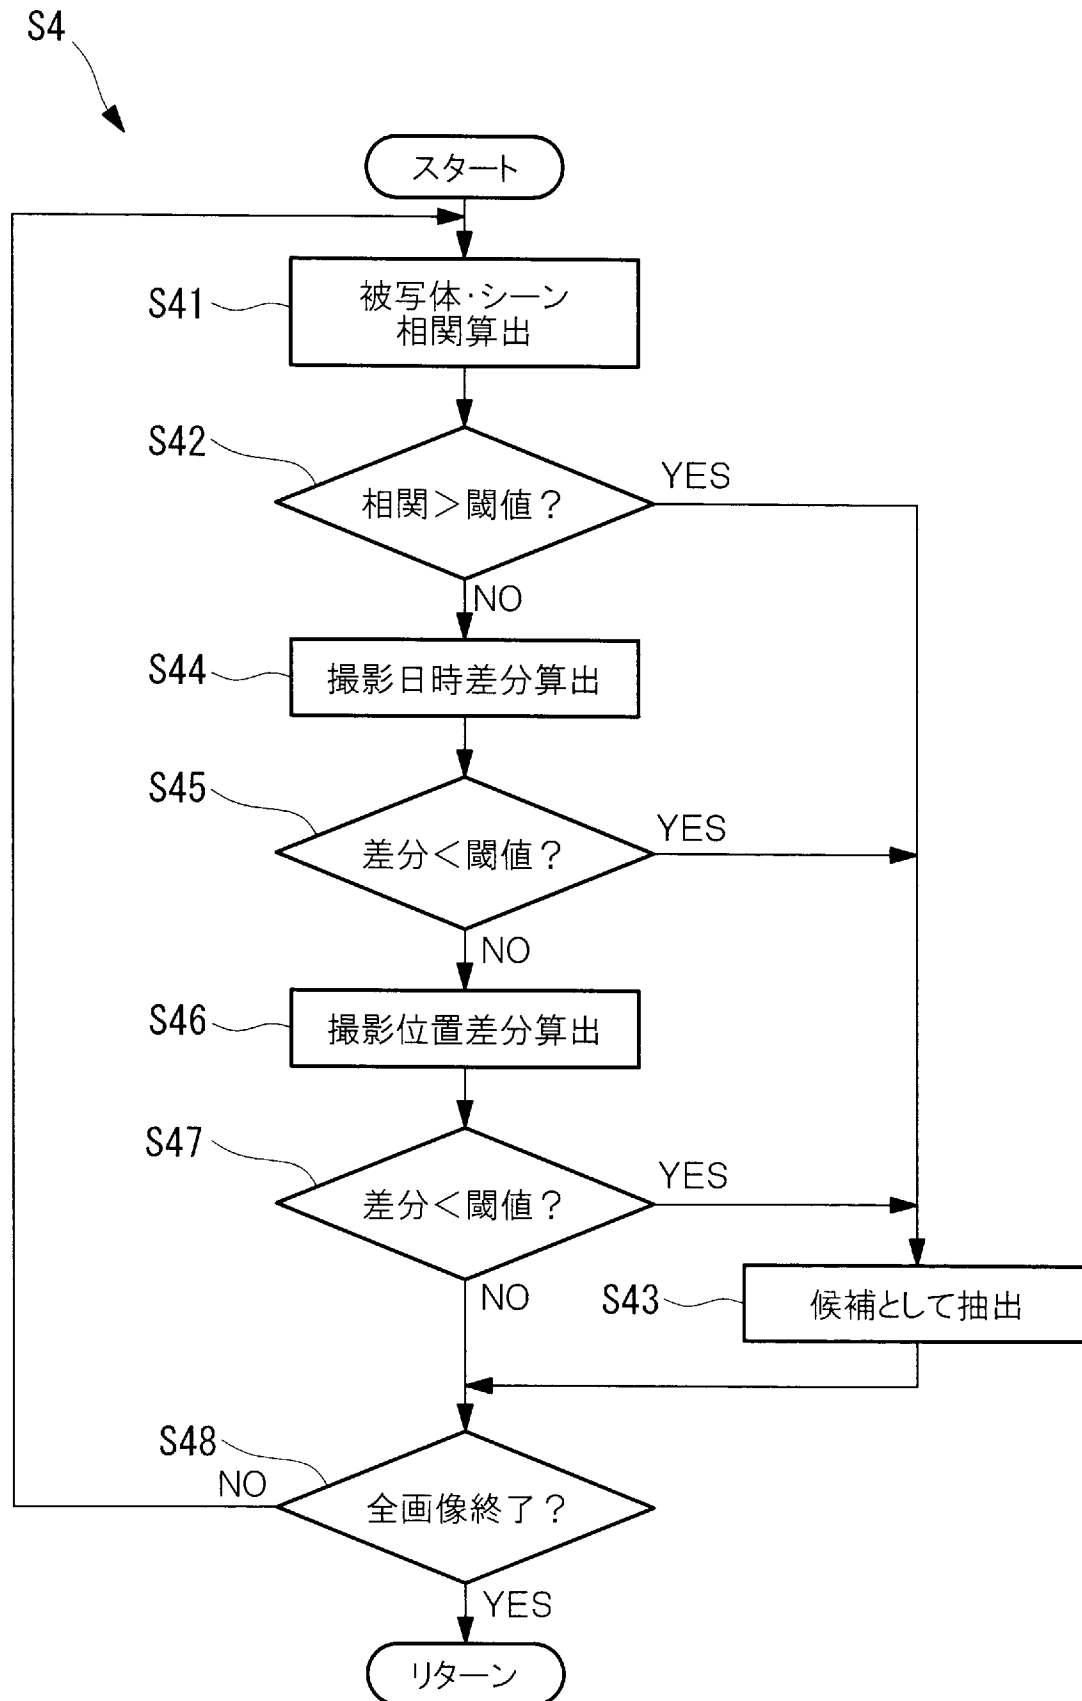 S4
スタート
S41
被写体・シーン
相関算出
S42
相関>閾値?
YES
NO
S44
撮影日時差分算出
S45
差分<閾値?
YES
NO
S46
撮影位置差分算出
S47
差分<閾値?
YES
NO
S43
候補として抽出
S48
NO
全画像終了?
YES
リターン